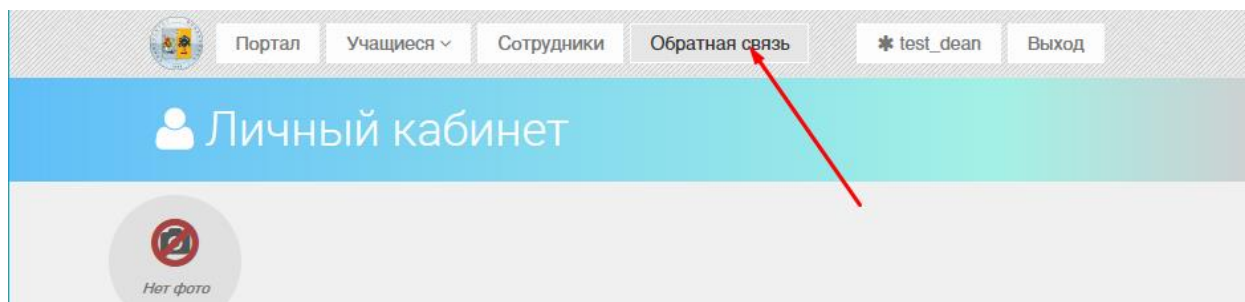 Портал Учащиеся Сотрудники Обратная связь test_dean Выход
Личный кабинет
Нет фото